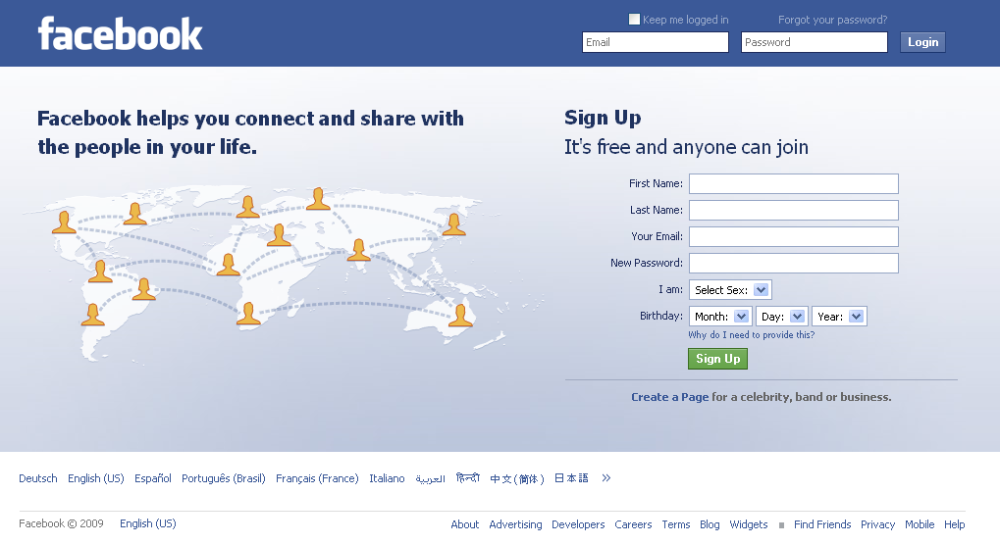 facebook
Keep me logged in
Forgot your password?
Email
Password
Login
Facebook helps you connect and share with
the people in your life.
Sign Up
It's free and anyone can join
First Name:
Last Name:
Your Email:
New Password:
I am: Select Sex:
Birthday: Month: Day: Year:
Why do I need to provide this?
Sign Up
Create a Page for a celebrity, band or business.
Deutsch English (US) Español Português (Brasil) Français (France) Italiano العربية हिन्दी 中文(简体) 日本語 »
Facebook © 2009 English (US) About Advertising Developers Careers Terms Blog Widgets ■ Find Friends Privacy Mobile Help